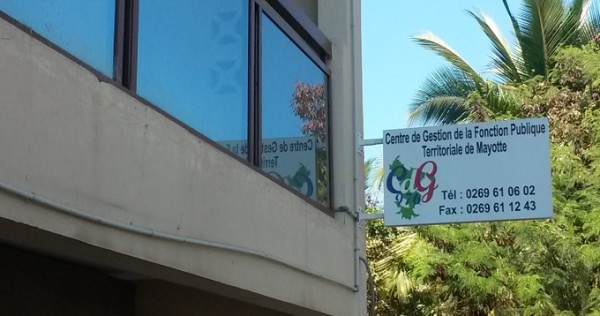 Centre de Gestion de la Fonction Publique
Territoriale de Mayotte
CdG
976
Tél : 0269 61 06 02
Fax : 0269 61 12 43